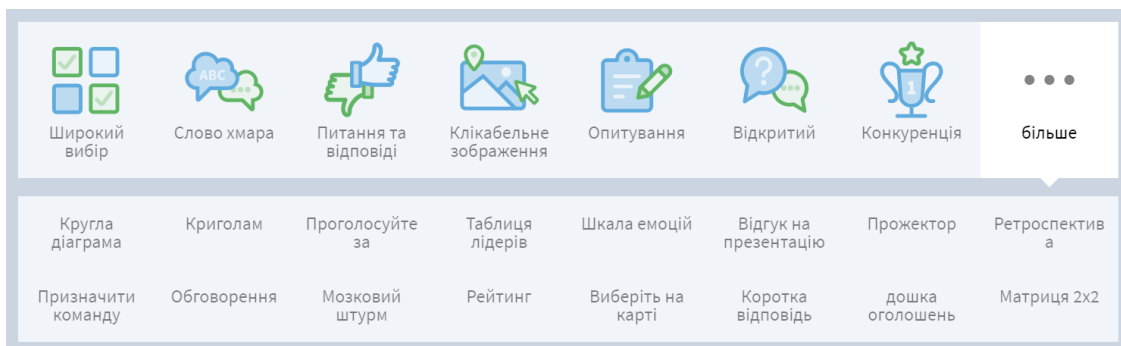 ABC
?
1
Широкий
вибір
Слово хмара
Питання та
відповіді
Клікабельне
зображення
Опитування
Відкритий
Конкуренція
більше
Кругла
діаграма
Криголам
Проголосуйте
за
Таблиця
лідерів
Шкала емоцій
Відгук на
презентацію
Прожектор
Ретроспектив
а
Призначити
команду
Обговорення
Мозковий
штурм
Рейтинг
Виберіть на
карті
Коротка
відповідь
дошка
оголошень
Матриця 2x2